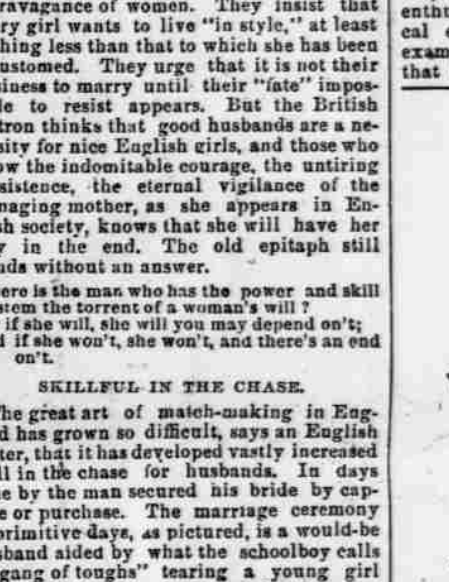 ravagance of women. They insist that
ry girl wants to live "in style," at least
hing less than that to which she has been
ustomed. They urge that it is not their
iness to marry until their "fate" impos-
le to resist appears. But the British
tron thinks that good husbands are a ne-
sity for nice English girls, and those who
ow the indomitable courage, the untiring
sistence, the eternal vigilance of the
naging mother, as she appears in En-
sh society, knows that she will have her
y in the end. The old epitaph still
nds without an answer.
ere is the man who has the power and skill
stem the torrent of a woman's will?
if she will, she will you may depend on't;
d if she won't, she won't, and there's an end
on't.
SKILLFUL IN THE CHASE.
he great art of match-making in Eng-
d has grown so difficult, says an English
ter, that it has developed vastly increased
ll in the chase for husbands. In days
e by the man secured his bride by cap-
e or purchase. The marriage ceremony
primitive days, as pictured, is a would-be
sband aided by what the schoolboy calls
gang of toughs" tearing a young girl
enthu
cal
exam
that